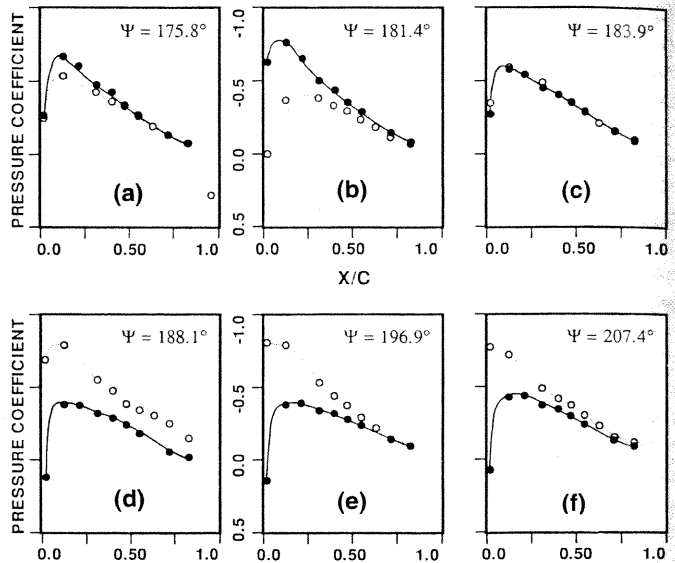 PRESSURE COEFFICIENT
Ψ = 175.8°
(a)
0.0 0.50 1.0
-1.0
-0.5
0.0
0.5
Ψ = 181.4°
(b)
0.0 0.50 1.0
X/C
Ψ = 183.9°
(c)
0.0 0.50 1.0
PRESSURE COEFFICIENT
Ψ = 188.1°
(d)
0.0 0.50 1.0
-1.0
-0.5
0.0
0.5
Ψ = 196.9°
(e)
0.0 0.50 1.0
Ψ = 207.4°
(f)
0.0 0.50 1.0